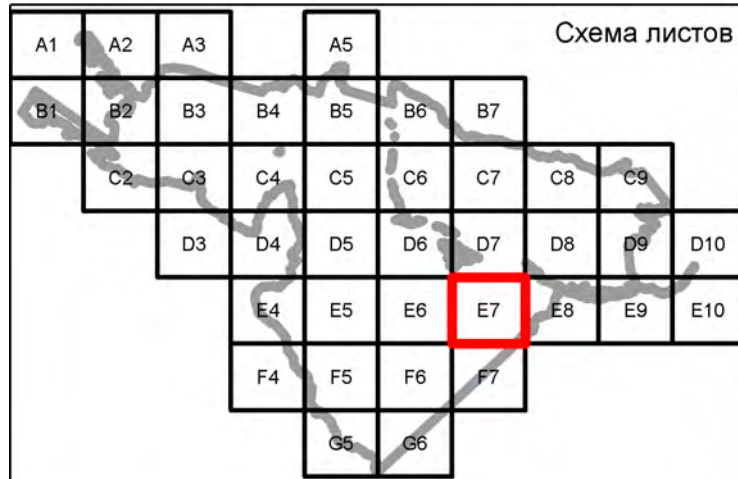 Схема листов
A1 A2 A3 A5
B1 B2 B3 B4 B5 B6 B7
C2 C3 C4 C5 C6 C7 C8 C9
D3 D4 D5 D6 D7 D8 D9 D10
E4 E5 E6 E7 E8 E9 E10
F4 F5 F6 F7
G5 G6